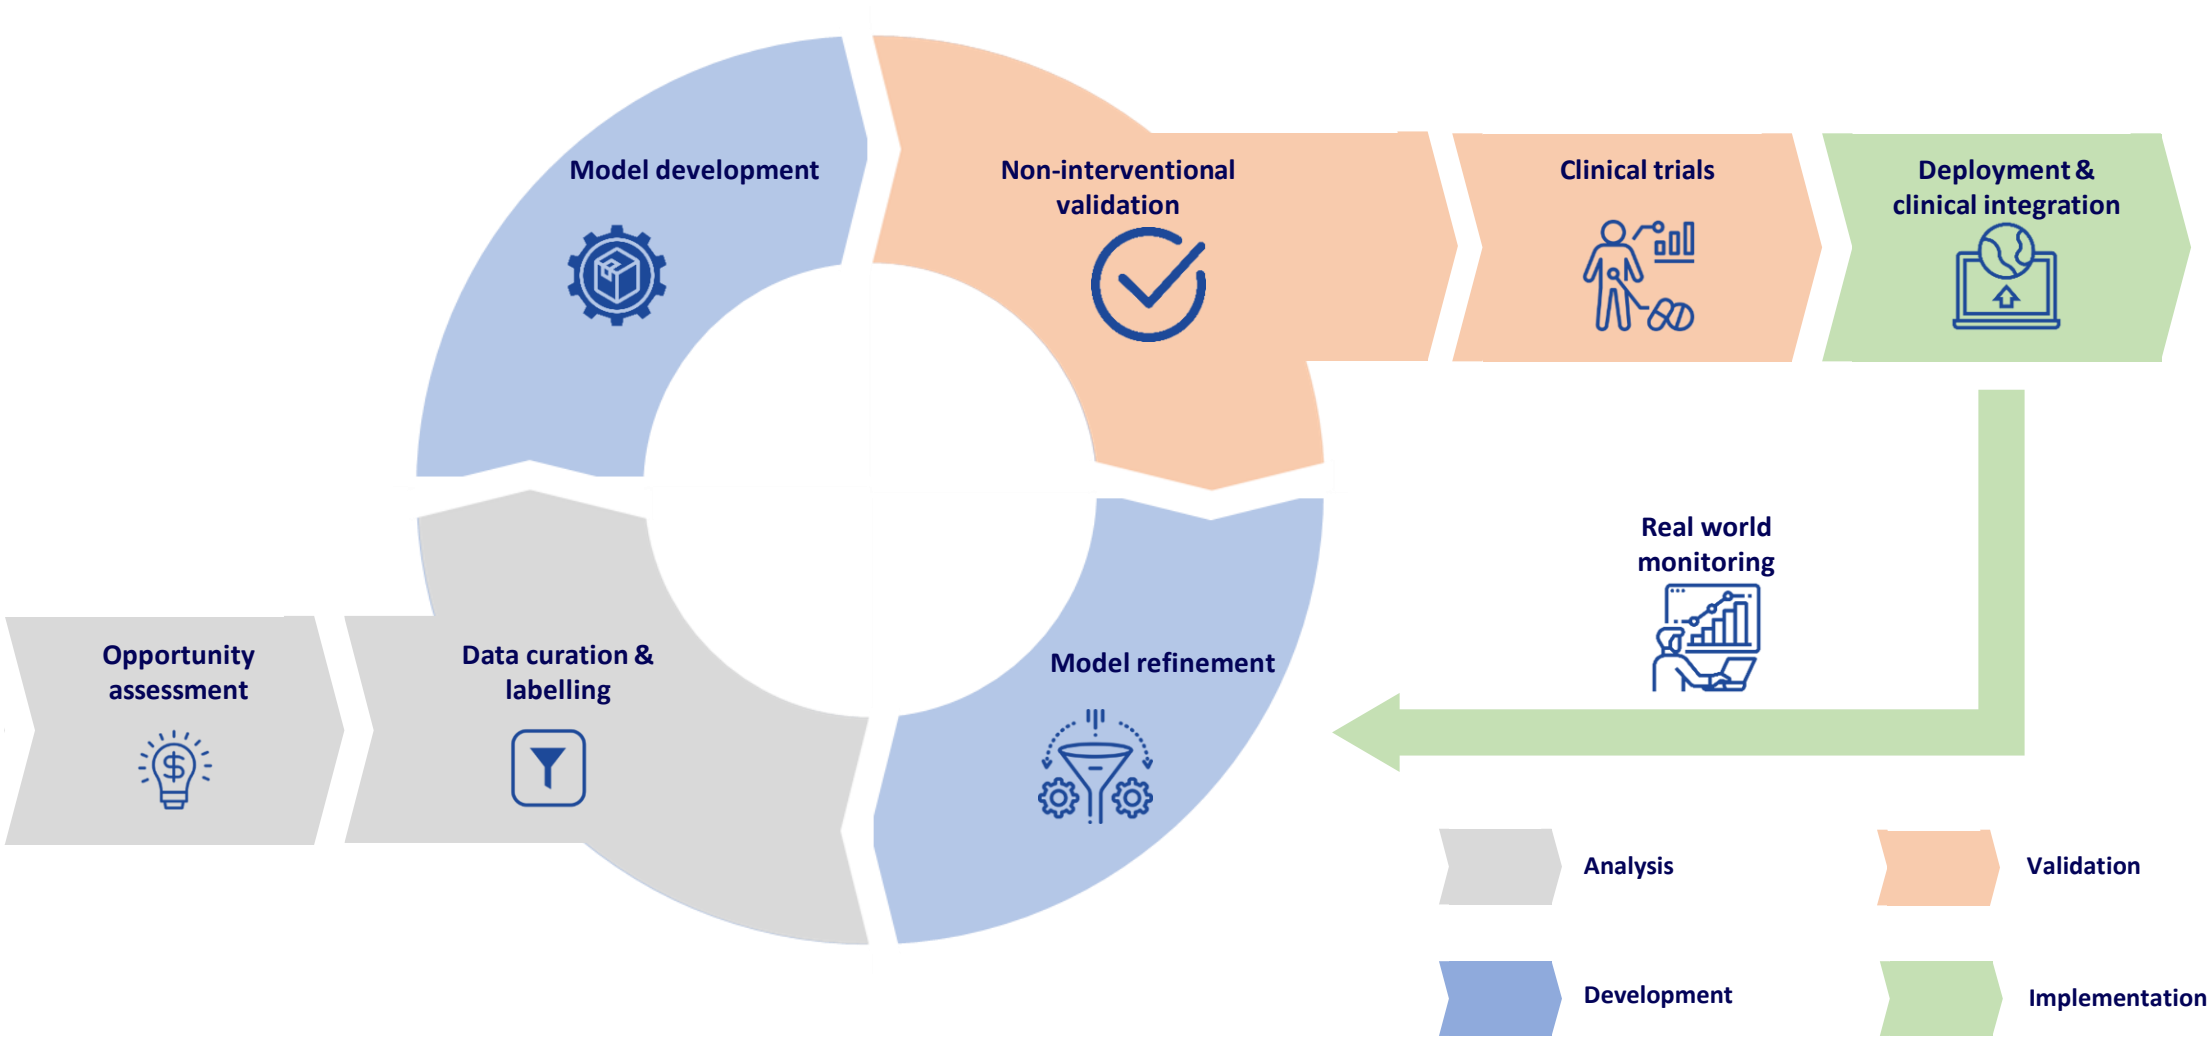 Model development
Non-interventional
validation
Clinical trials
Deployment &
clinical integration
Real world
monitoring
Opportunity
assessment
Data curation &
labelling
Model refinement
Analysis
Validation
Development
Implementation